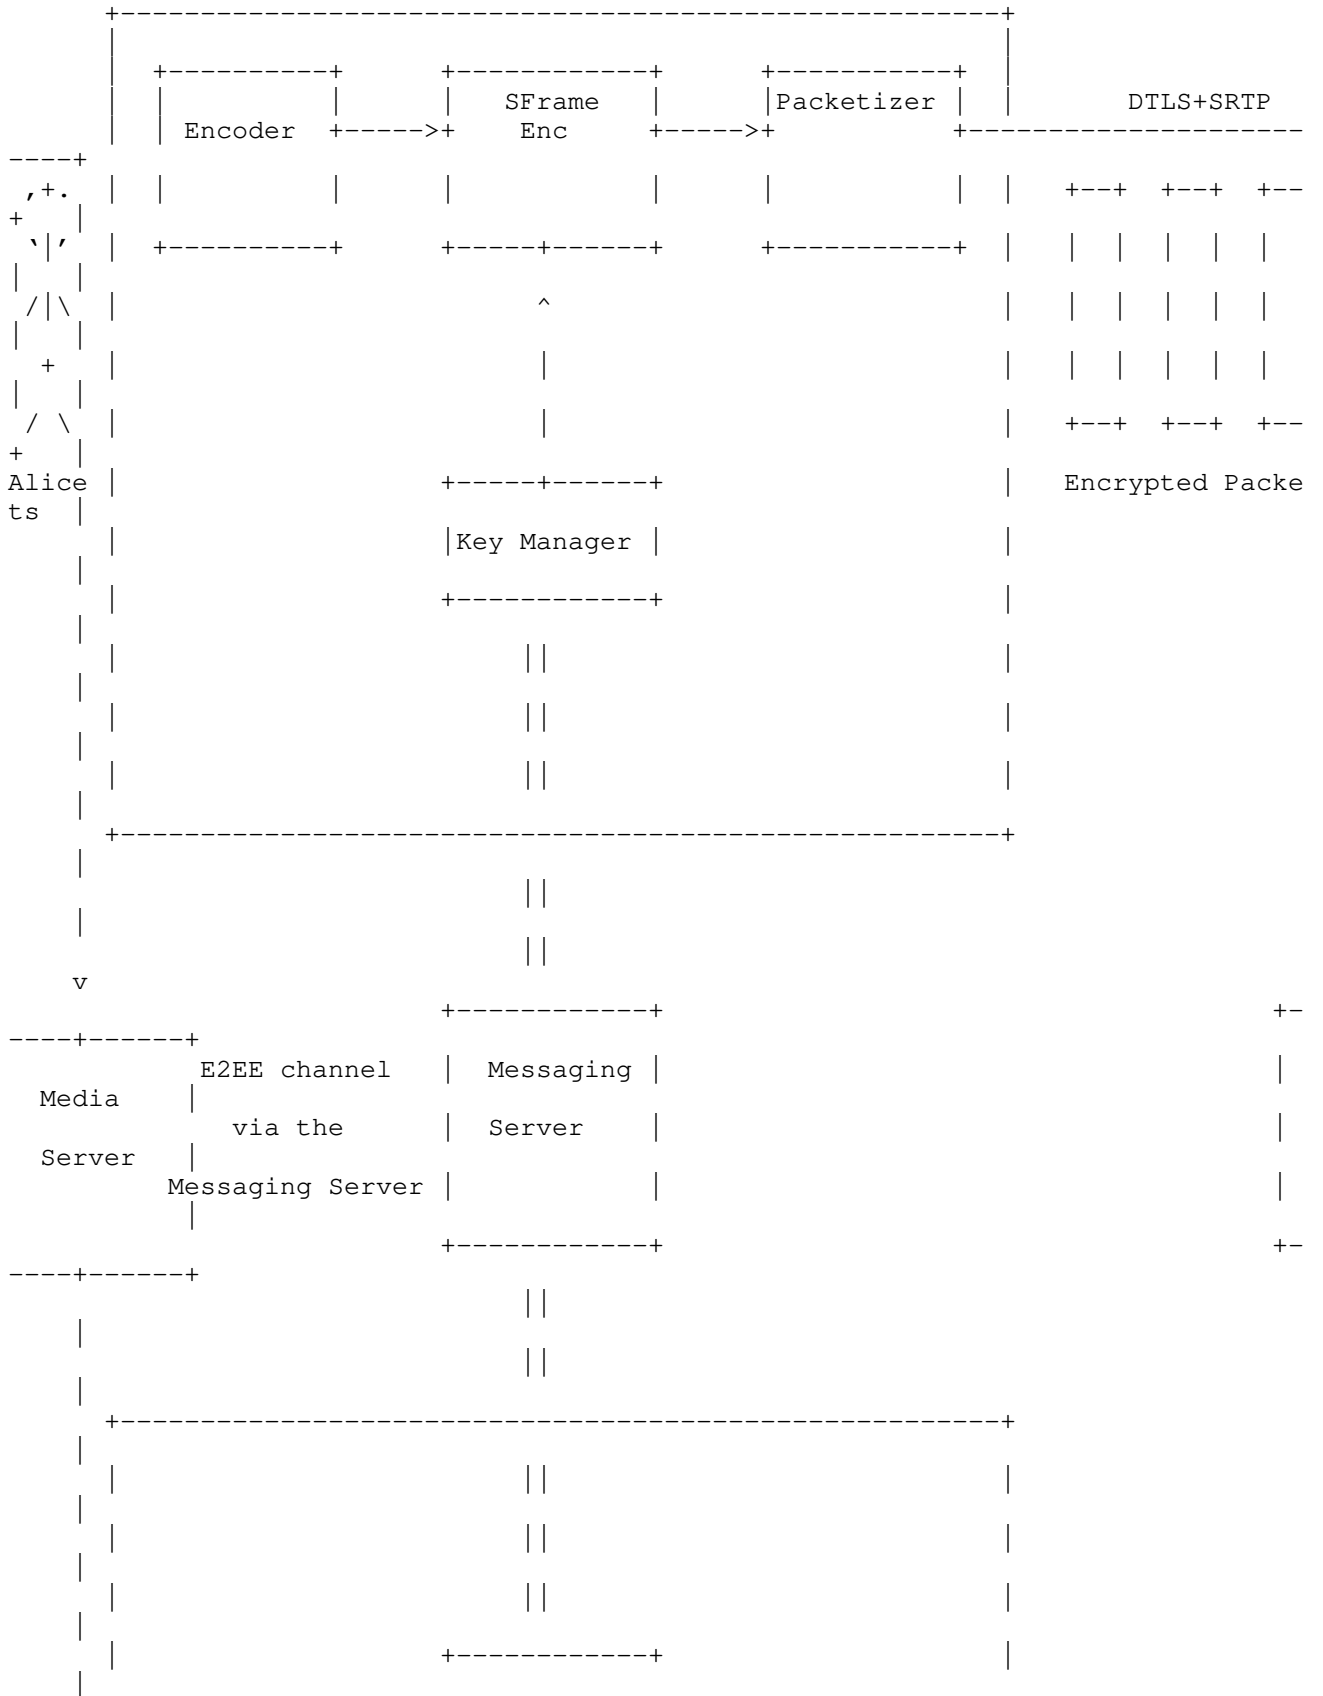 SFrame Packetizer DTLS+SRTP
Encoder Enc
Alice Encrypted Packe
ts
Key Manager
v
E2EE channel Messaging
Media
via the Server
Server
Messaging Server